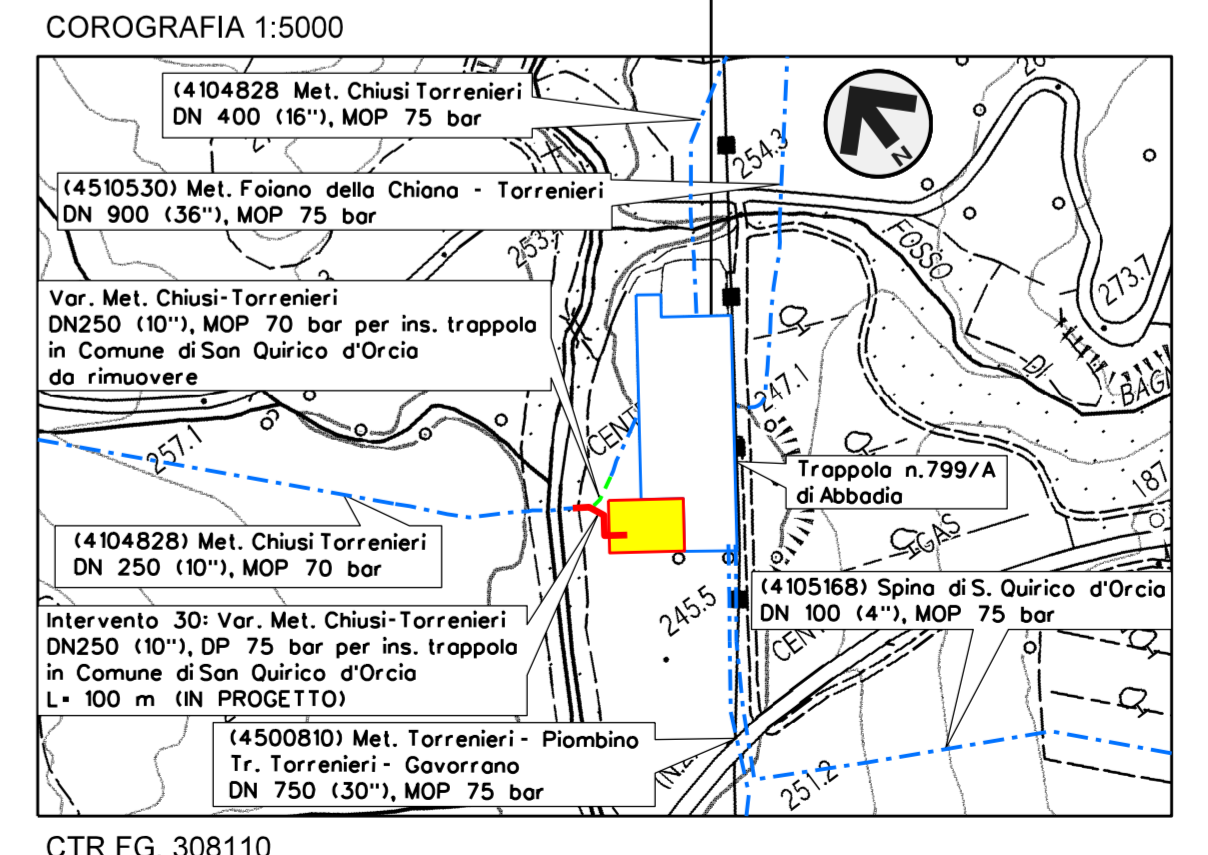 COROGRAFIA 1:5000
(4104828 Met. Chiusi Torrenieri
DN 400 (16"), MOP 75 bar
254.3
N
(4510530) Met. Foiano della Chiana - Torrenieri
DN 900 (36"), MOP 75 bar
FOSSO
273.7
Var. Met. Chiusi-Torrenieri
DN250 (10"), MOP 70 bar per ins. trappola
in Comune di San Quirico d'Orcia
da rimuovere
DI
BAGN
247.1
257.1
Trappola n.799/A
di Abbadia
187
GAS
(4104828) Met. Chiusi Torrenieri
DN 250 (10"), MOP 70 bar
(4105168) Spina di S. Quirico d'Orcia
DN 100 (4"), MOP 75 bar
245.5
Intervento 30: Var. Met. Chiusi-Torrenieri
DN250 (10"), DP 75 bar per ins. trappola
in Comune di San Quirico d'Orcia
L= 100 m (IN PROGETTO)
(4500810) Met. Torrenieri - Piombino
Tr. Torrenieri - Gavorrano
DN 750 (30"), MOP 75 bar
251.2
CTR FG. 308110